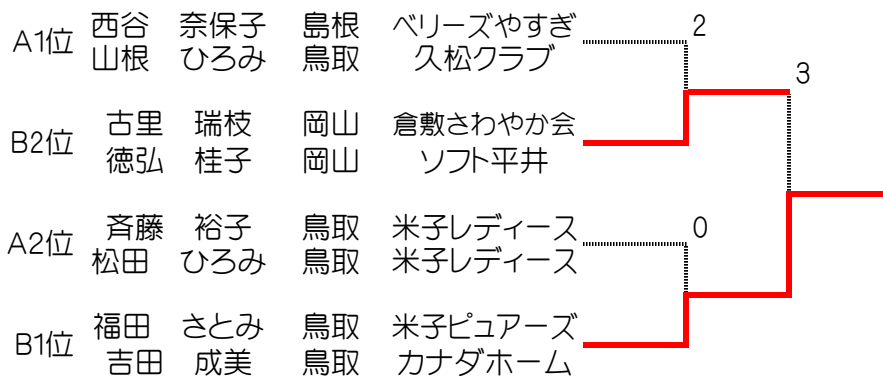 A1位 西谷 奈保子 島根 ベリーズやすぎ 2
山根 ひろみ 鳥取 久松クラブ
3
B2位 古里 瑞枝 岡山 倉敷さわやか会
徳弘 桂子 岡山 ソフト平井
A2位 斉藤 裕子 鳥取 米子レディース 0
松田 ひろみ 鳥取 米子レディース
B1位 福田 さとみ 鳥取 米子ピュアーズ
吉田 成美 鳥取 カナダホーム